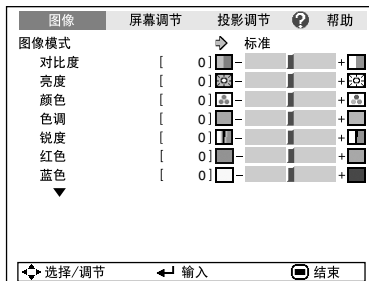 图像 屏幕调节 投影调节 ? 帮助
图像模式 标准
对比度 [ 0] - +
亮度 [ 0] - +
颜色 [ 0] - +
色调 [ 0] - +
锐度 [ 0] - +
红色 [ 0] - +
蓝色 [ 0] - +
选择/调节 输入 结束